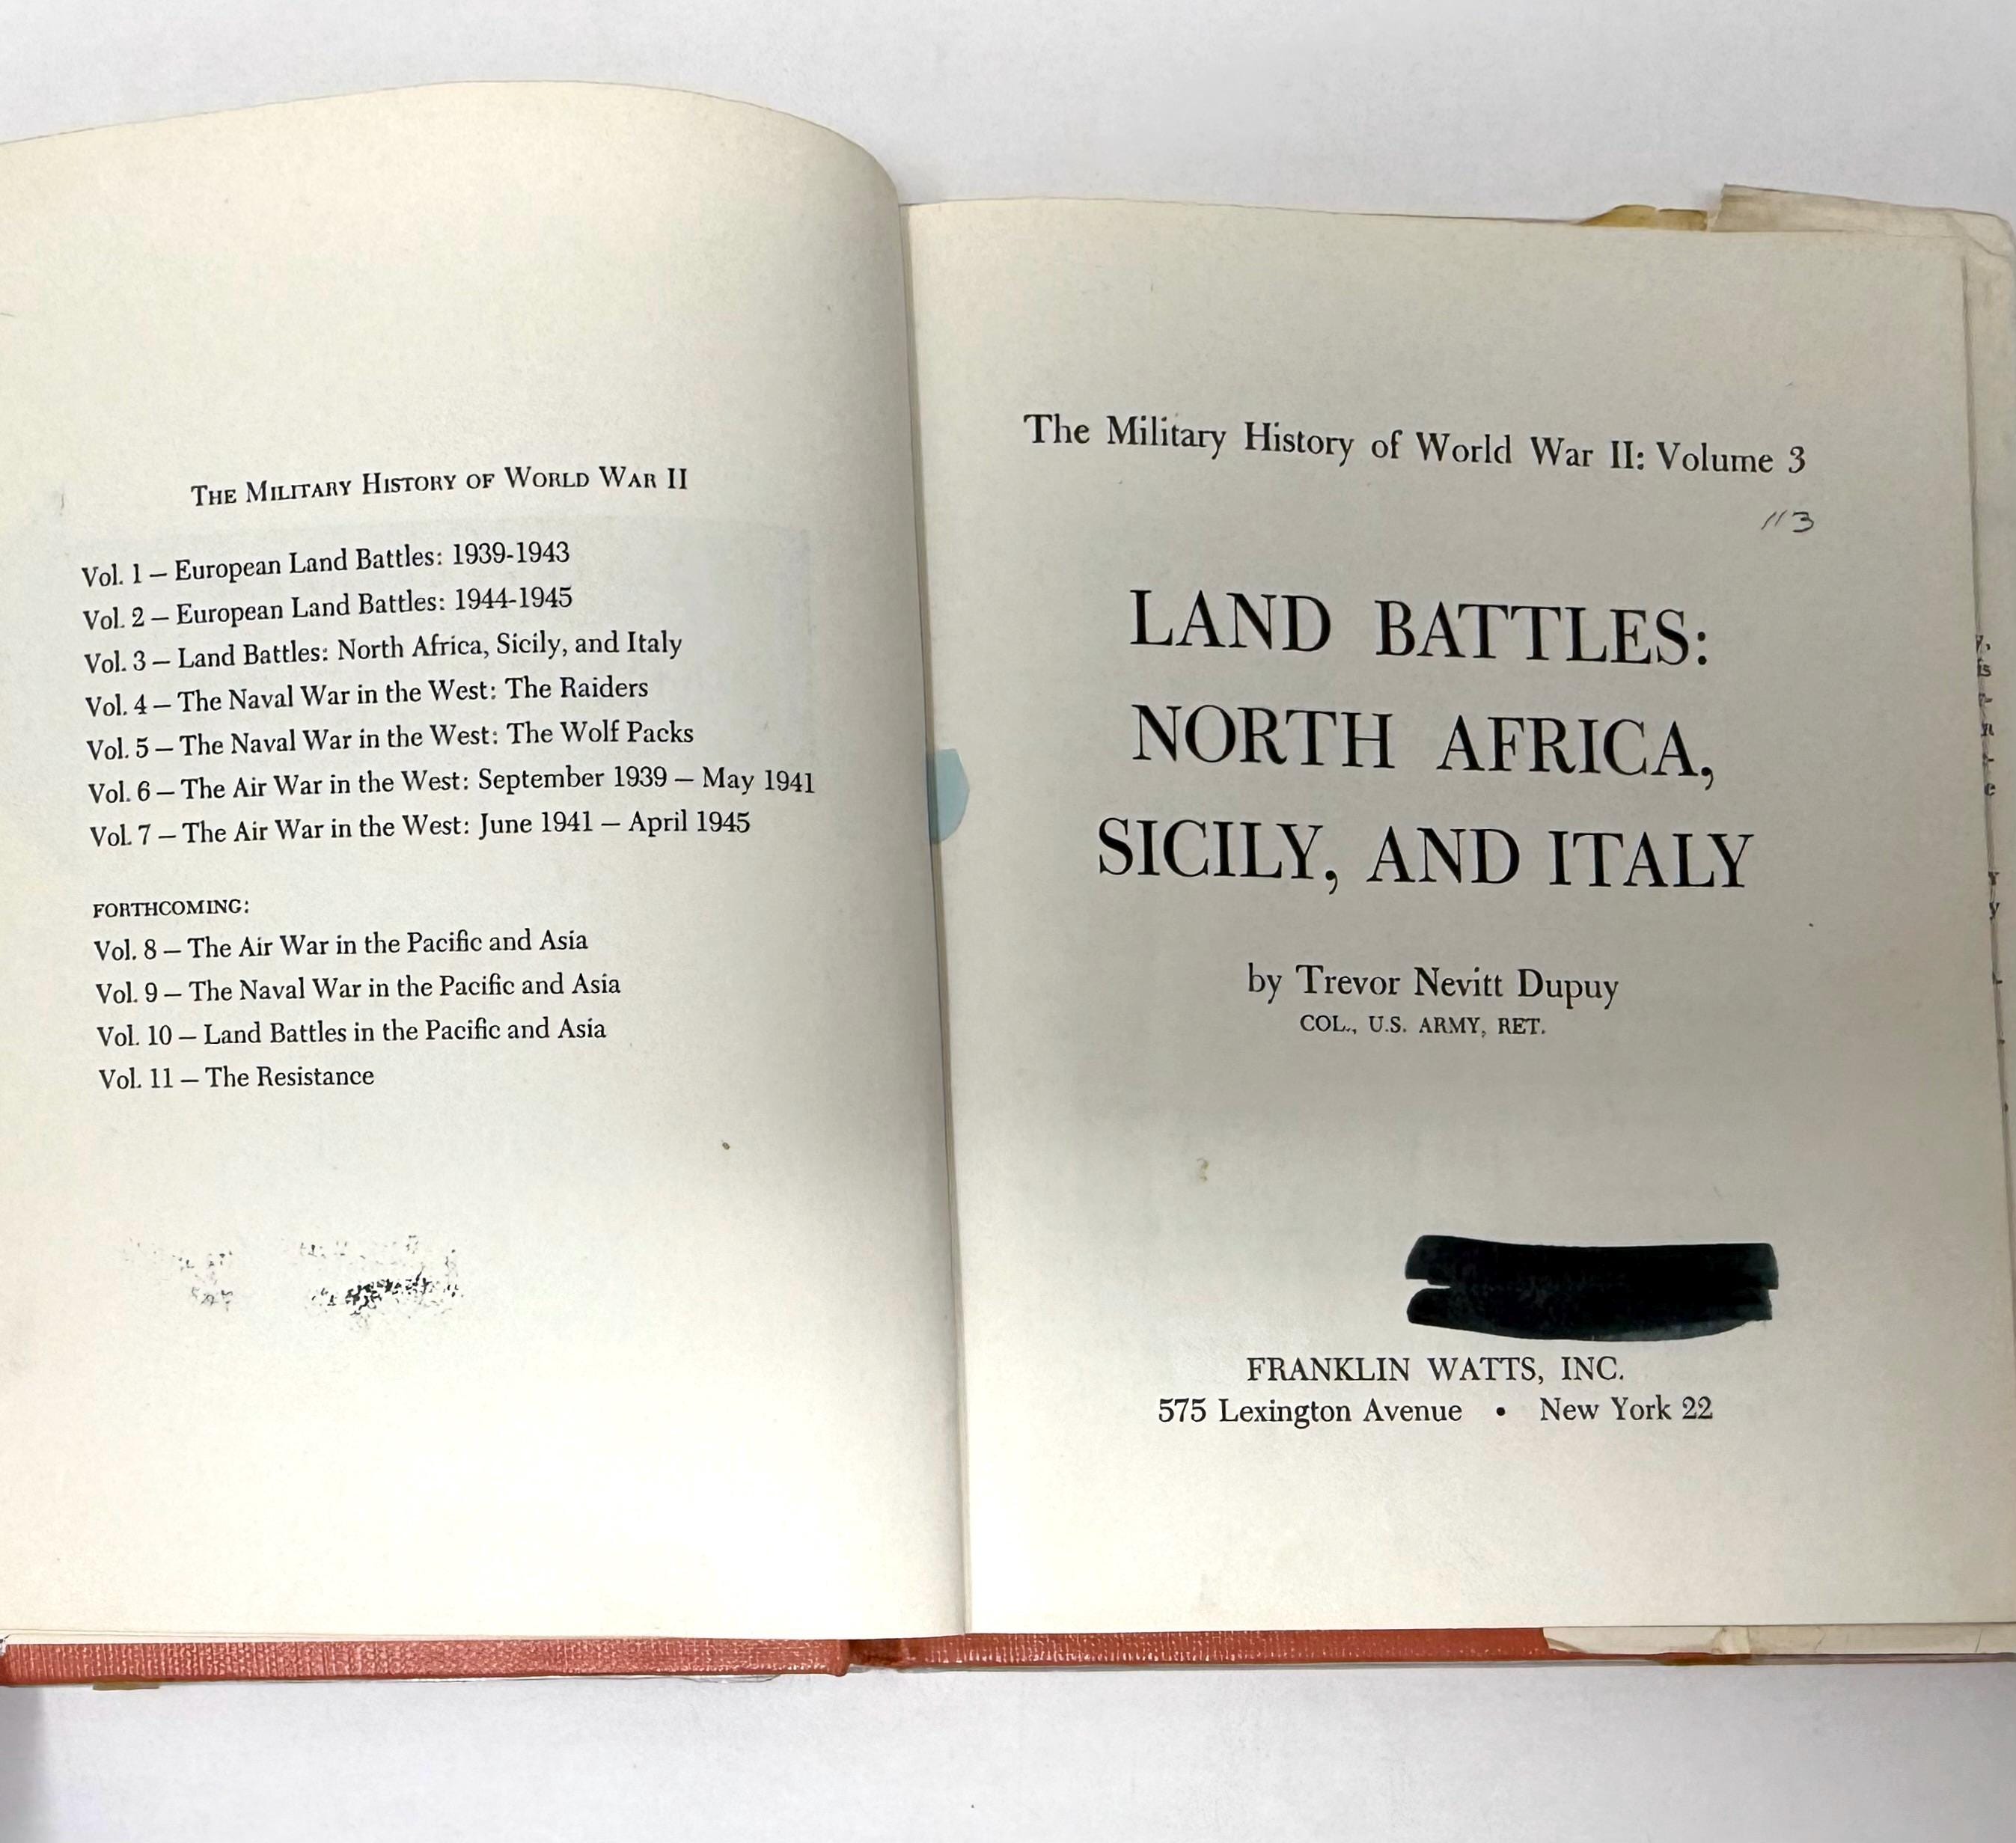 THE MILITARY HISTORY OF WORLD WAR II
Vol. 1 – European Land Battles: 1939-1943
Vol. 2 – European Land Battles: 1944-1945
Vol. 3 – Land Battles: North Africa, Sicily, and Italy
Vol. 4 – The Naval War in the West: The Raiders
Vol. 5 – The Naval War in the West: The Wolf Packs
Vol. 6 – The Air War in the West: September 1939 – May 1941
Vol. 7 – The Air War in the West: June 1941 – April 1945
FORTHCOMING:
Vol. 8 – The Air War in the Pacific and Asia
Vol. 9 – The Naval War in the Pacific and Asia
Vol. 10 – Land Battles in the Pacific and Asia
Vol. 11 – The Resistance
The Military History of World War II: Volume 3
113
LAND BATTLES:
NORTH AFRICA,
SICILY, AND ITALY
by Trevor Nevitt Dupuy
COL., U.S. ARMY, RET.
FRANKLIN WATTS, INC.
575 Lexington Avenue • New York 22